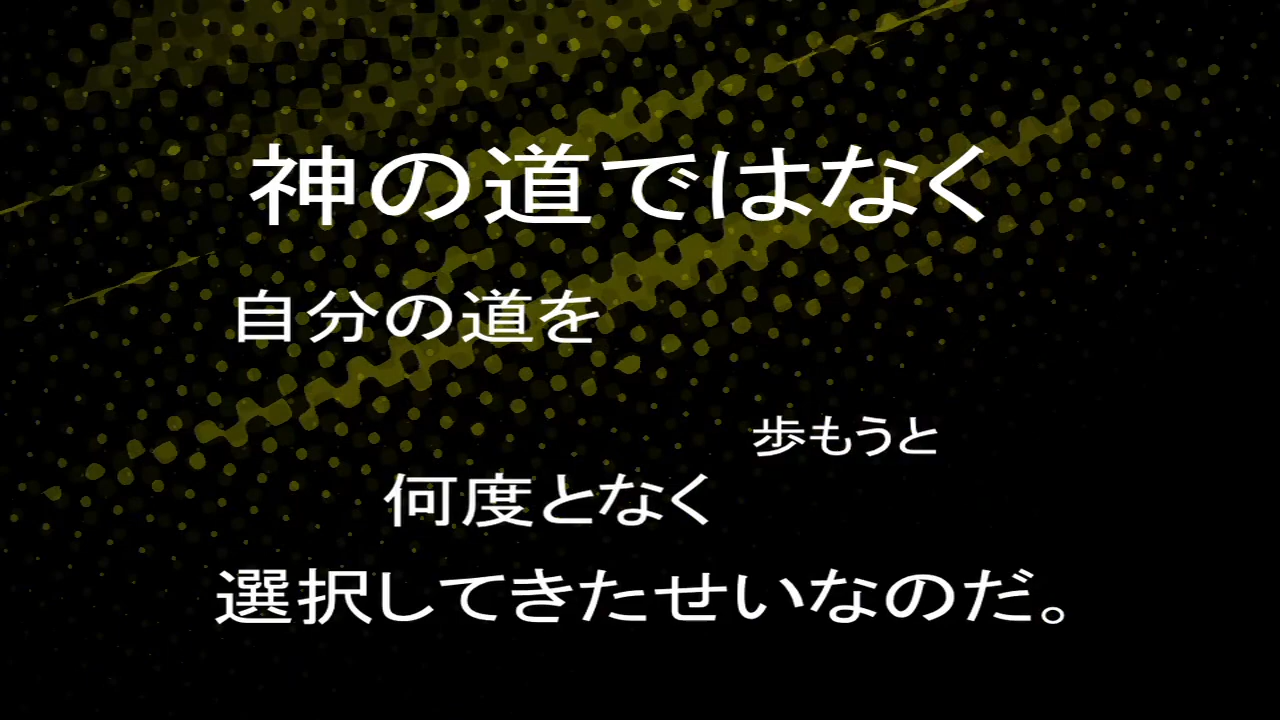 神の道ではなく
自分の道を
歩もうと
何度となく
選択してきたせいなのだ。